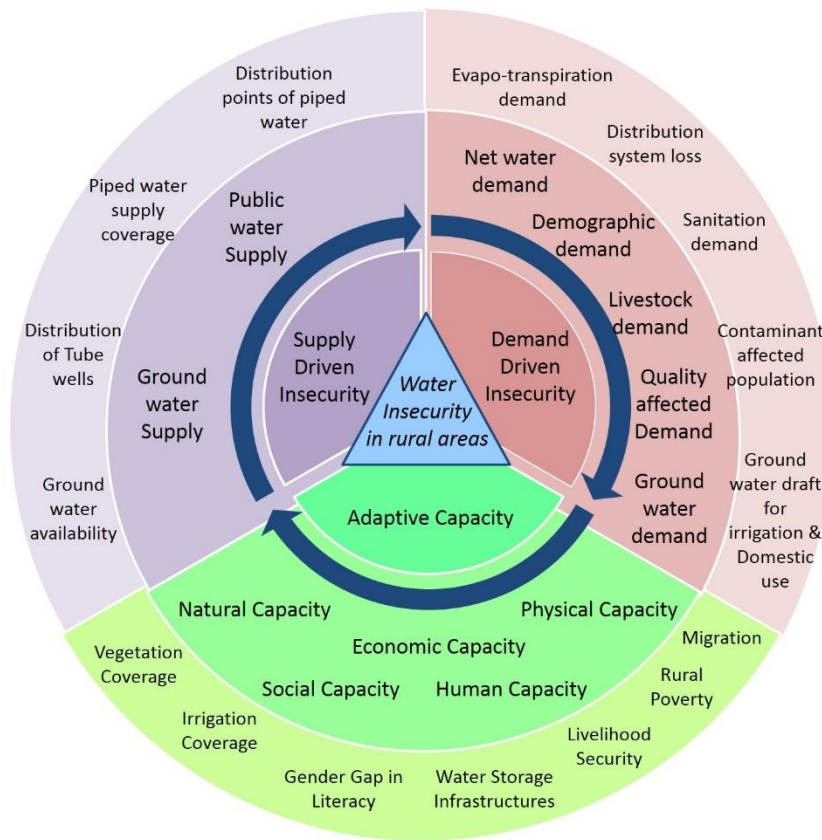 Distribution
points of piped
water
Piped water
supply
coverage
Distribution
of Tube
wells
Ground
water
availability
Public
water
Supply
Ground
water
Supply
Supply
Driven
Insecurity
Evapo-transpiration
demand
Distribution
system loss
Sanitation
demand
Contaminant
affected
population
Ground
water draft
for
irrigation &
Domestic
use
Net water
demand
Demographic
demand
Livestock
demand
Quality
affected
Demand
Ground
water
demand
Demand
Driven
Insecurity
Water
Insecurity
in rural areas
Adaptive Capacity
Natural Capacity
Physical Capacity
Economic Capacity
Social Capacity
Human Capacity
Vegetation
Coverage
Irrigation
Coverage
Gender Gap in
Literacy
Water Storage
Infrastructures
Livelihood
Security
Rural
Poverty
Migration